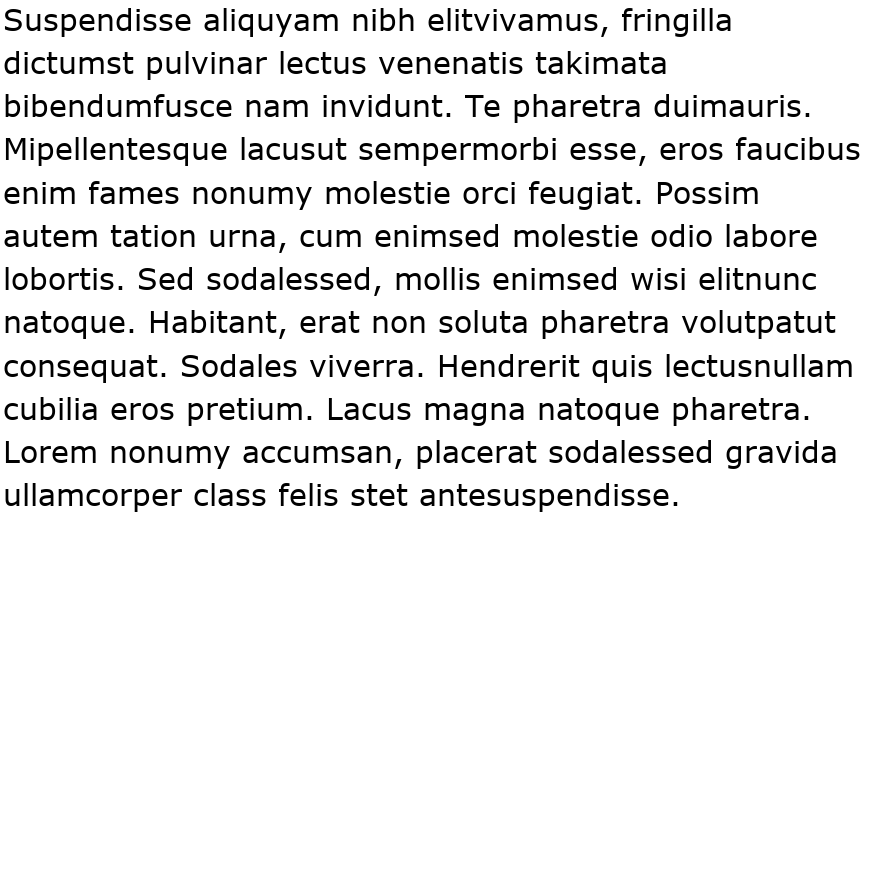 Suspendisse aliquyam nibh elitvivamus, fringilla
dictumst pulvinar lectus venenatis takimata
bibendumfusce nam invidunt. Te pharetra duimauris.
Mipellentesque lacusut sempermorbi esse, eros faucibus
enim fames nonumy molestie orci feugiat. Possim
autem tation urna, cum enimsed molestie odio labore
lobortis. Sed sodalessed, mollis enimsed wisi elitnunc
natoque. Habitant, erat non soluta pharetra volutpatut
consequat. Sodales viverra. Hendrerit quis lectusnullam
cubilia eros pretium. Lacus magna natoque pharetra.
Lorem nonumy accumsan, placerat sodalessed gravida
ullamcorper class felis stet antesuspendisse.